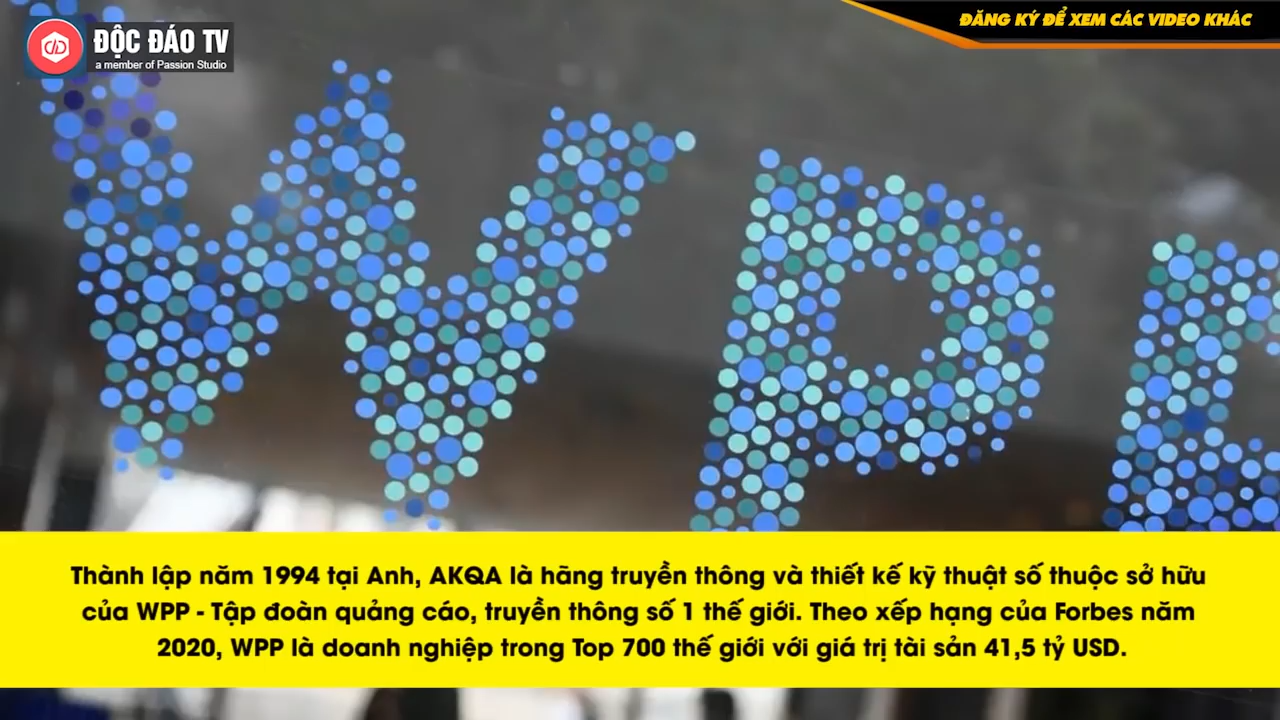 ĐỘC ĐÁO TV
a member of Passion Studio
ĐĂNG KÝ ĐỂ XEM CÁC VIDEO KHÁC
WPP
Thành lập năm 1994 tại Anh, AKQA là hãng truyền thông và thiết kế kỹ thuật số thuộc sở hữu
của WPP - Tập đoàn quảng cáo, truyền thông số 1 thế giới. Theo xếp hạng của Forbes năm
2020, WPP là doanh nghiệp trong Top 700 thế giới với giá trị tài sản 41,5 tỷ USD.